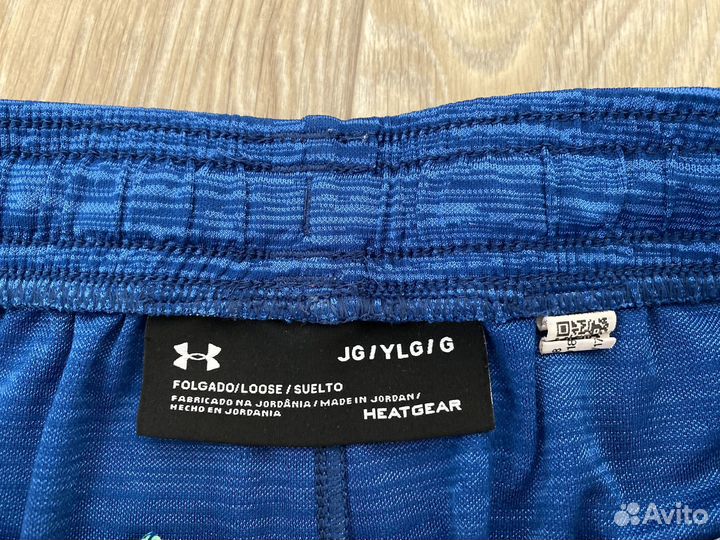 JG/YLG/G
FOLGADO/LOOSE/SUELTO
FABRICADO NA JORDÂNIA/MADE IN JORDAN/
HECHO EN JORDANIA
HEATGEAR
Avito